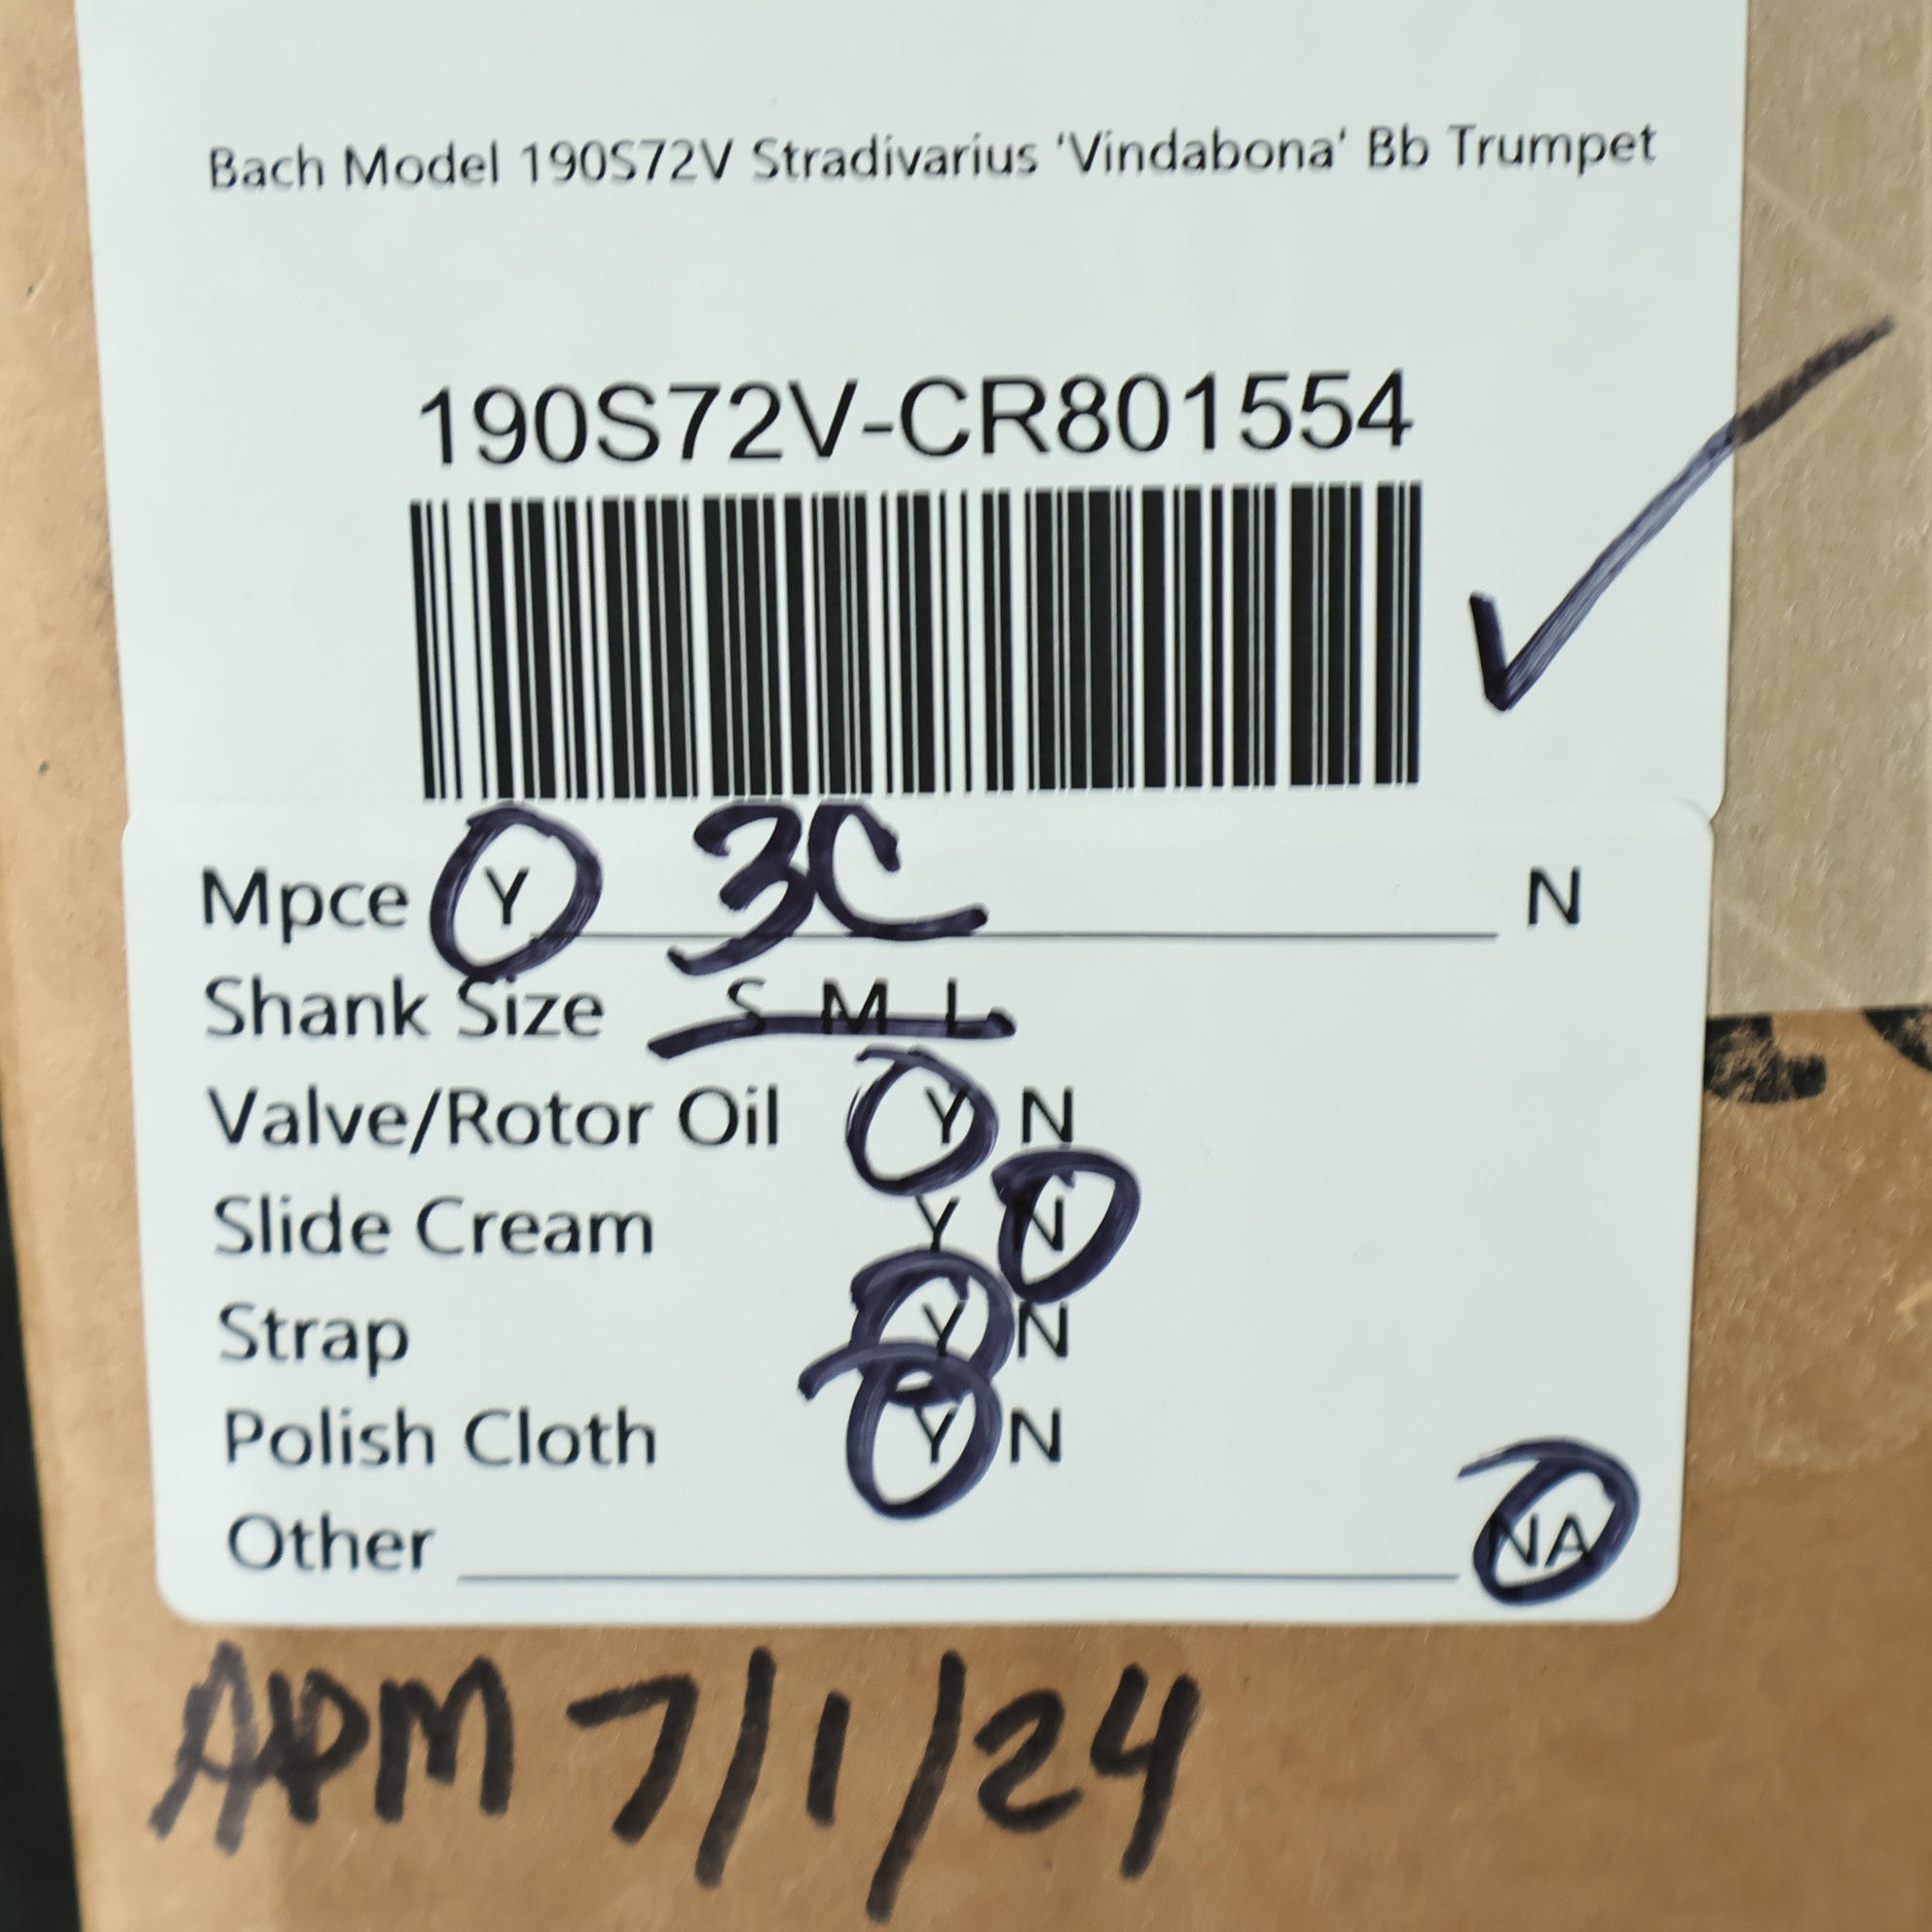 Bach Model 190S72V Stradivarius 'Vindabona' Bb Trumpet
190S72V-CR801554
Mpce Y 3C N
Shank Size S M L
Valve/Rotor Oil Y N
Slide Cream Y N
Strap Y N
Polish Cloth Y N
Other NA
APM 7/1/24